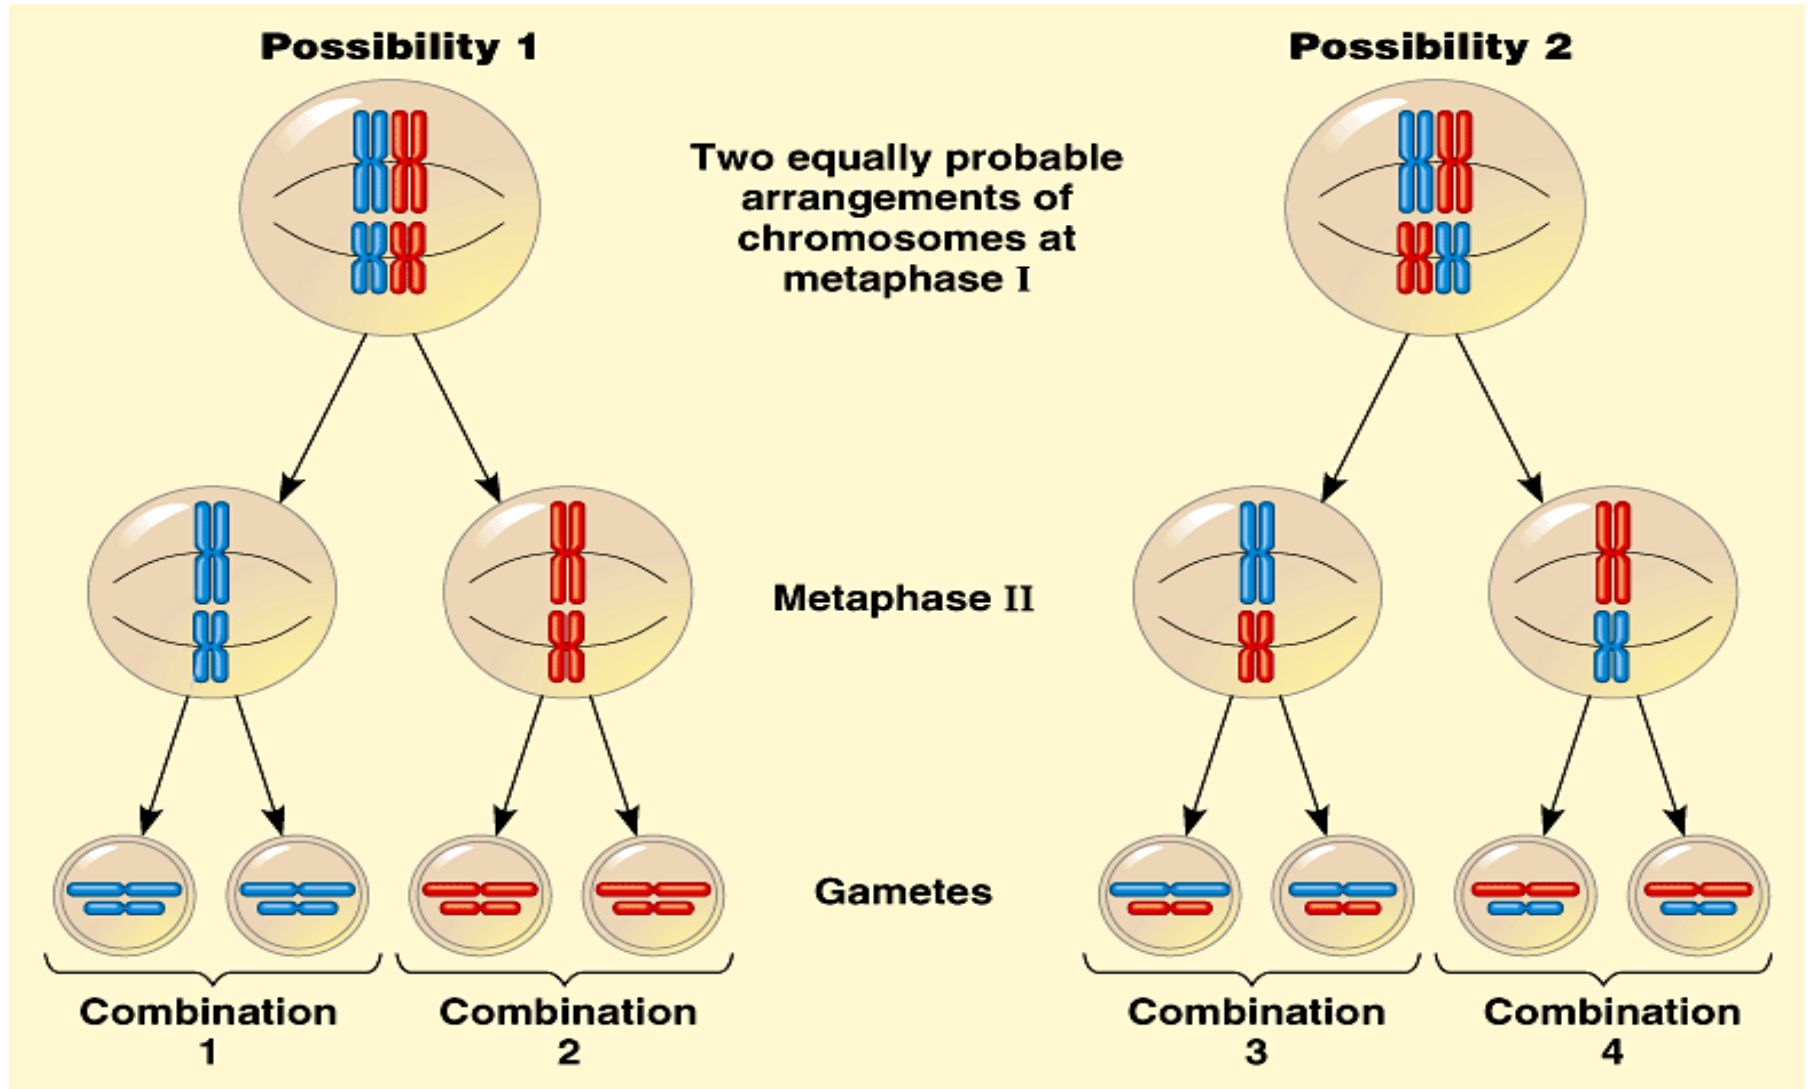 Possibility 1
Possibility 2
Two equally probable
arrangements of
chromosomes at
metaphase I
Metaphase II
Gametes
Combination
1
Combination
2
Combination
3
Combination
4